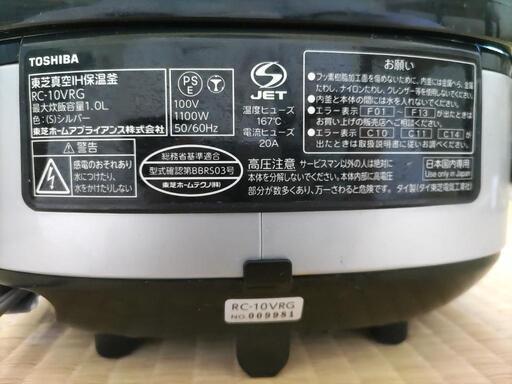 TOSHIBA
東芝真空IH保温釜
RC-10VRG
最大炊飯容量1.0L
色:(S)シルバー
東芝ホームアプライアンス株式会社
PS
E
100V
1100W
50/60Hz
S
JET
温度ヒューズ
167℃
電流ヒューズ
20A
お願い
●フッ素樹脂加工面を傷めないために、内釜には金属へら、金属
たわし、ナイロンたわし、クレンザー等を使用しないでください。
●内釜と本体の間には水を入れないでください。
●エラー表示 F01 ～ F13 が出たときは
お買い上げの販売店へご相談ください。
●エラー表示 C10 C11 C14 が
出たときは取扱説明書に従ってお使いください。
警告
感電のおそれあり
水につけたり、
水をかけたりしない
総務省基準適合
型式確認第BBRS03号
東芝ホームテクノ(株)
高圧注意 サービスマン以外の人は
本体を分解しないでください。本体内部に高電圧
部分が数多くあり、万一さわると危険です。
日本国内専用
Use only in Japan
タイ製(タイ東芝電気工業社)
RC-10VRG
NO. 009981